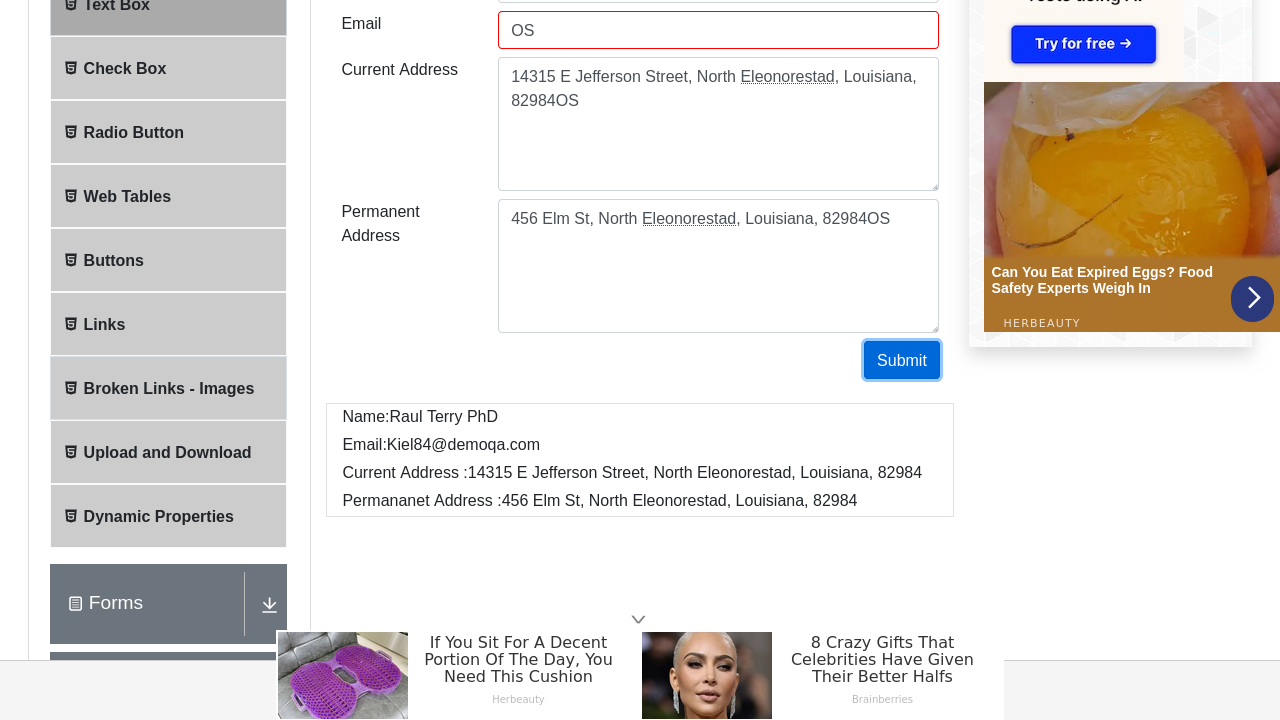 Text Box
Check Box
Radio Button
Web Tables
Buttons
Links
Broken Links - Images
Upload and Download
Dynamic Properties
Forms
Email
OS
Current Address
14315 E Jefferson Street, North Eleonorestad, Louisiana,
82984OS
Permanent
Address
456 Elm St, North Eleonorestad, Louisiana, 82984OS
Submit
Name:Raul Terry PhD
Email:Kiel84@demoqa.com
Current Address :14315 E Jefferson Street, North Eleonorestad, Louisiana, 82984
Permananet Address :456 Elm St, North Eleonorestad, Louisiana, 82984
Try for free →
Can You Eat Expired Eggs? Food
Safety Experts Weigh In
HERBEAUTY
If You Sit For A Decent
Portion Of The Day, You
Need This Cushion
Herbeauty
8 Crazy Gifts That
Celebrities Have Given
Their Better Halfs
Brainberries